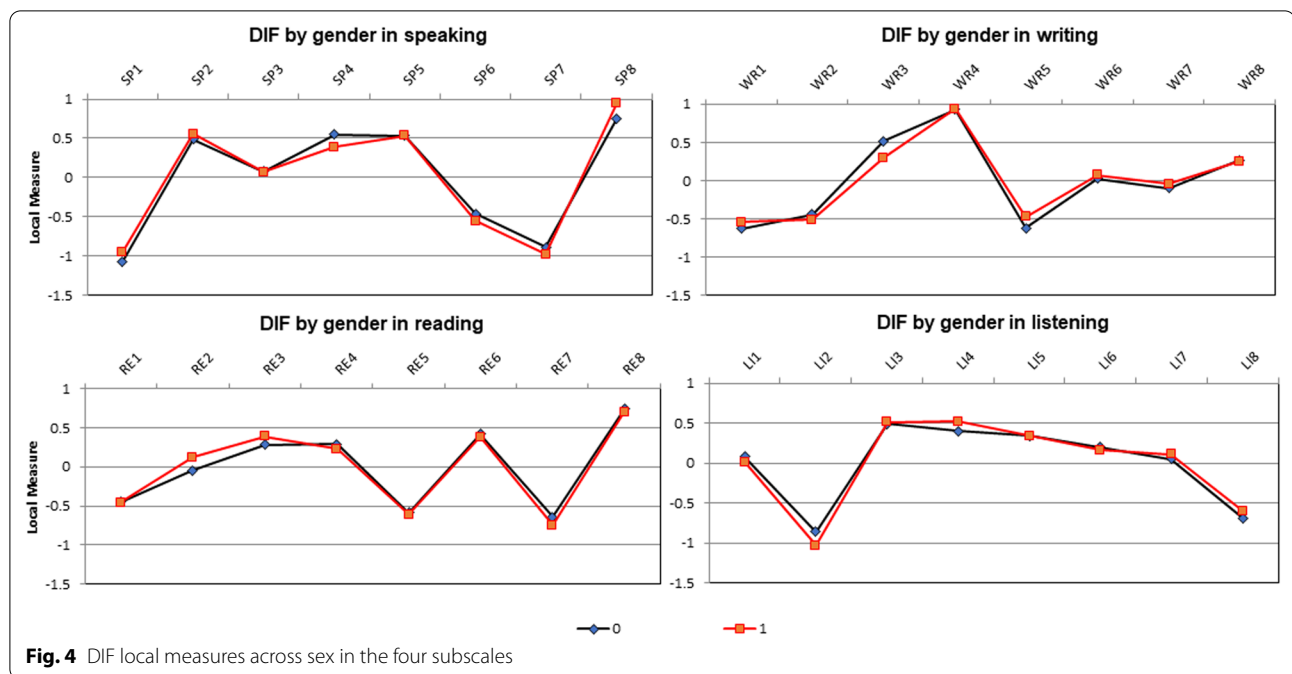 DIF by gender in speaking
SP1 SP2 SP3 SP4 SP5 SP6 SP7 SP8
1
0.5
0
-0.5
-1
-1.5
Local Measure
DIF by gender in writing
WR1 WR2 WR3 WR4 WR5 WR6 WR7 WR8
1
0.5
0
-0.5
-1
-1.5
DIF by gender in reading
RE1 RE2 RE3 RE4 RE5 RE6 RE7 RE8
1
0.5
0
-0.5
-1
-1.5
Local Measure
DIF by gender in listening
LI1 LI2 LI3 LI4 LI5 LI6 LI7 LI8
1
0.5
0
-0.5
-1
-1.5
0 1
Fig. 4 DIF local measures across sex in the four subscales